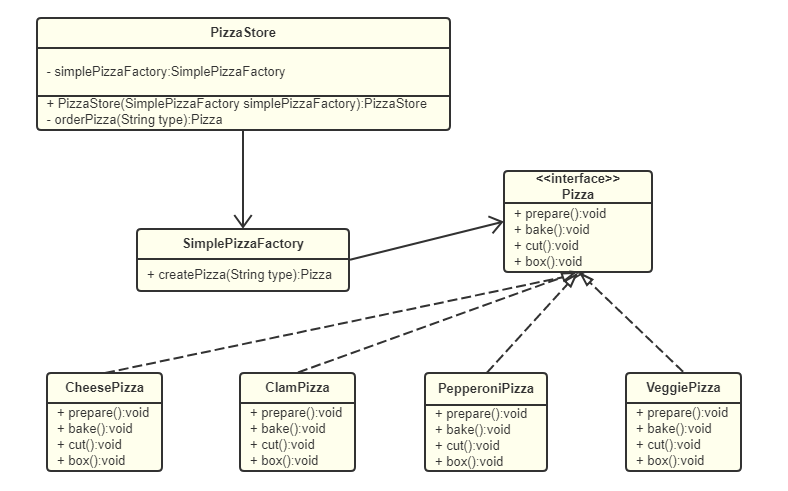 PizzaStore
- simplePizzaFactory:SimplePizzaFactory
+ PizzaStore(SimplePizzaFactory simplePizzaFactory):PizzaStore
- orderPizza(String type):Pizza
<<interface>>
Pizza
+ prepare():void
+ bake():void
+ cut():void
+ box():void
SimplePizzaFactory
+ createPizza(String type):Pizza
CheesePizza
+ prepare():void
+ bake():void
+ cut():void
+ box():void
ClamPizza
+ prepare():void
+ bake():void
+ cut():void
+ box():void
PepperoniPizza
+ prepare():void
+ bake():void
+ cut():void
+ box():void
VeggiePizza
+ prepare():void
+ bake():void
+ cut():void
+ box():void